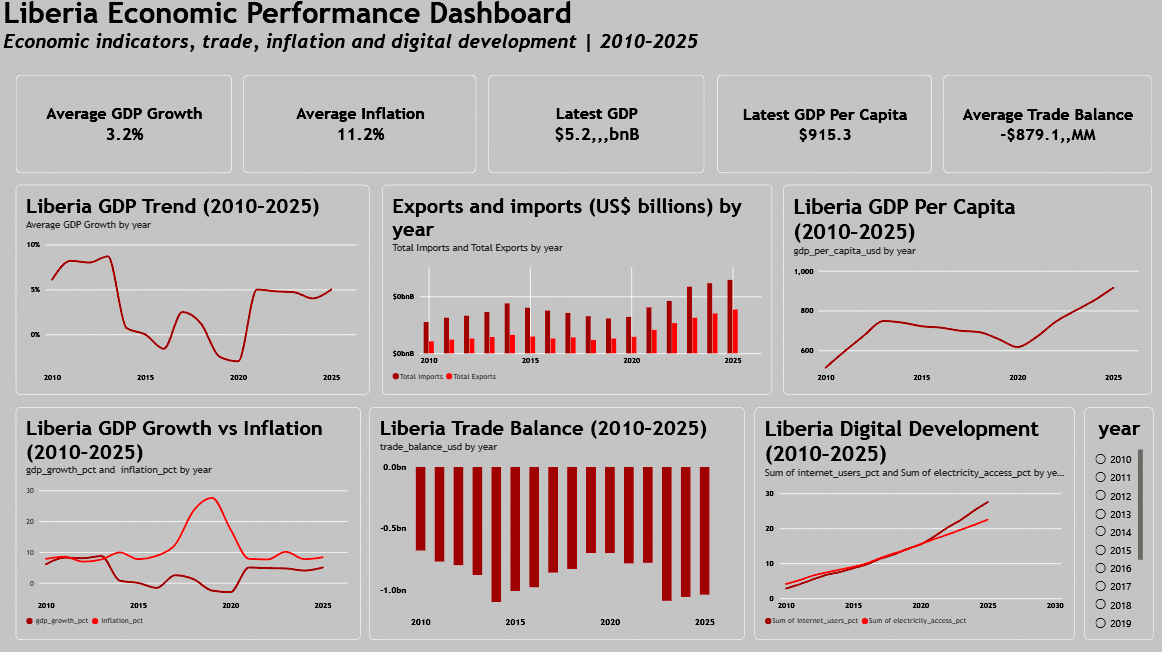 Liberia Economic Performance Dashboard
Economic indicators, trade, inflation and digital development | 2010-2025
Average GDP Growth
3.2%
Average Inflation
11.2%
Latest GDP
$5.2,,,bnB
Latest GDP Per Capita
$915.3
Average Trade Balance
-$879.1,,MM
Liberia GDP Trend (2010-2025)
Average GDP Growth by year
10%
5%
0%
2010 2015 2020 2025
Exports and imports (US$ billions) by
year
Total Imports and Total Exports by year
$0bnB
$0bnB
2010 2015 2020 2025
Total Imports Total Exports
Liberia GDP Per Capita
(2010-2025)
gdp_per_capita_usd by year
1,000
800
600
2010 2015 2020 2025
Liberia GDP Growth vs Inflation
(2010-2025)
gdp_growth_pct and inflation_pct by year
30
20
10
0
2010 2015 2020 2025
gdp_growth_pct inflation_pct
Liberia Trade Balance (2010-2025)
trade_balance_usd by year
0.0bn
-0.5bn
-1.0bn
2010 2015 2020 2025
Liberia Digital Development
(2010-2025)
Sum of internet_users_pct and Sum of electricity_access_pct by ye...
30
20
10
0
2010 2015 2020 2025 2030
Sum of internet_users_pct Sum of electricity_access_pct
year
2010
2011
2012
2013
2014
2015
2016
2017
2018
2019